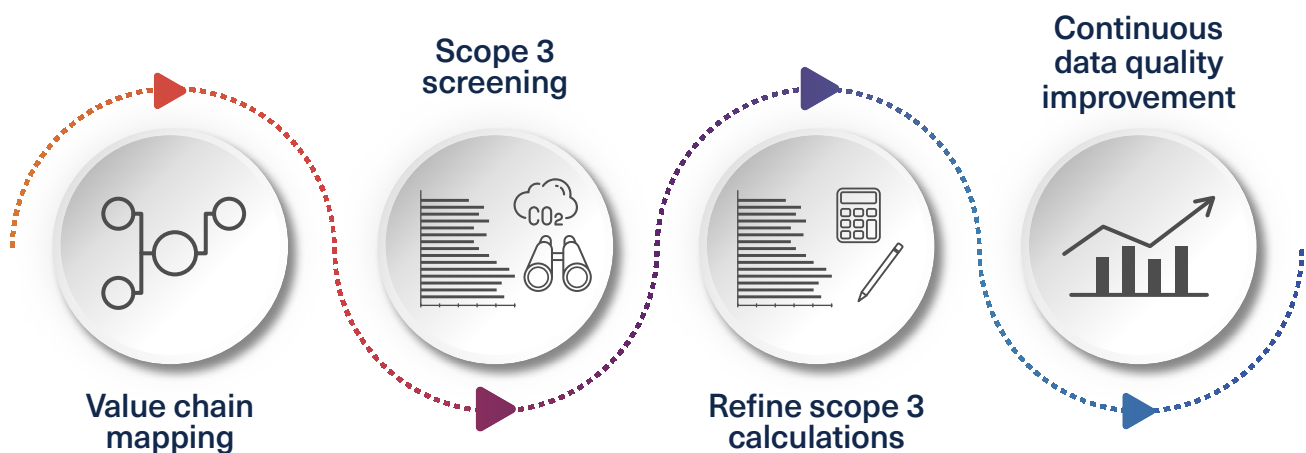 Value chain
mapping
Scope 3
screening
CO2
Refine scope 3
calculations
Continuous
data quality
improvement